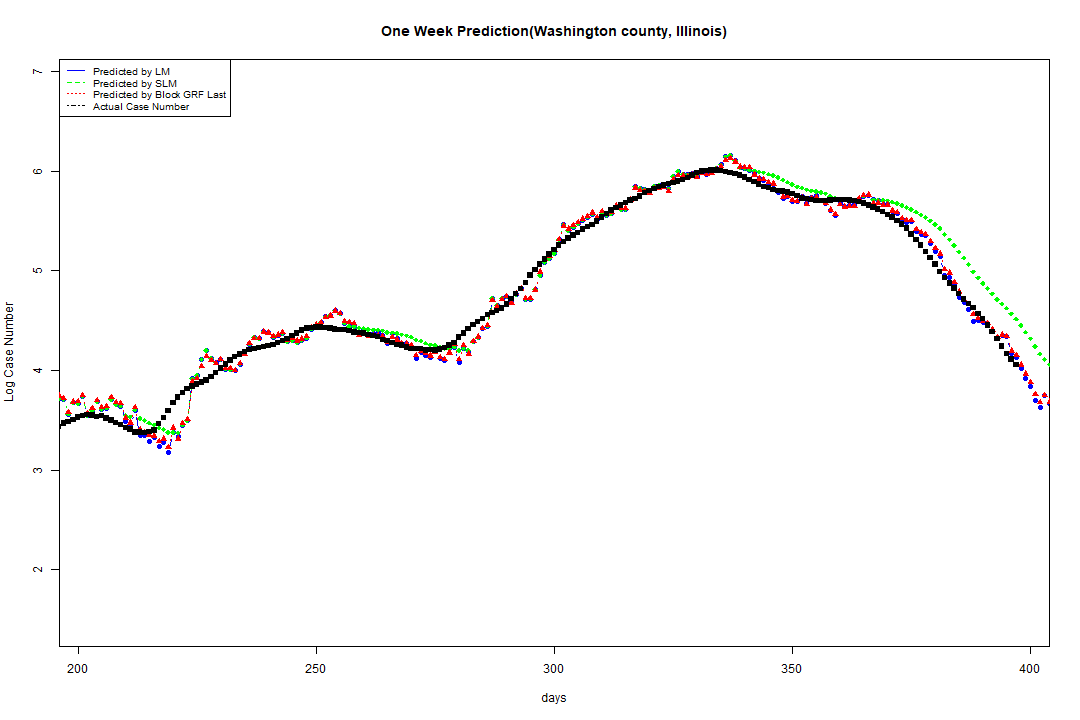 One Week Prediction(Washington county, Illinois)
Predicted by LM
Predicted by SLM
Predicted by Block GRF Last
Actual Case Number
7
6
5
4
3
2
Log Case Number
200 250 300 350 400
days